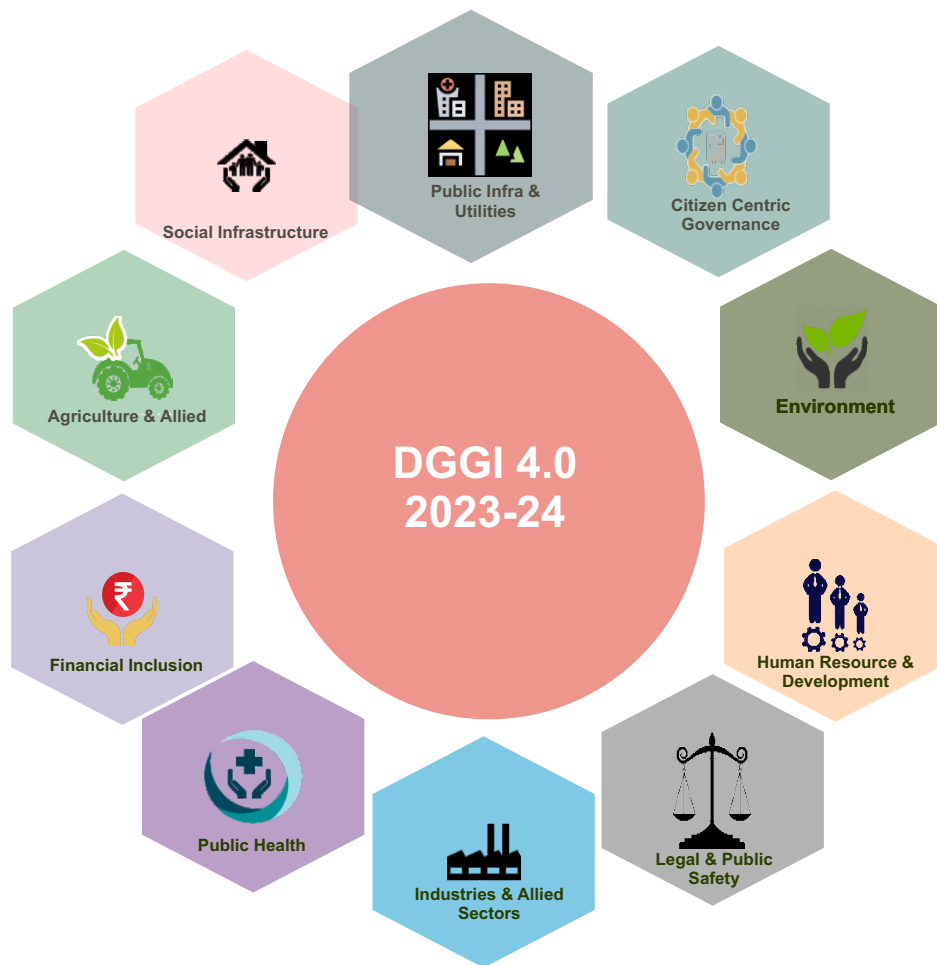 Public Infra &
Utilities
Citizen Centric
Governance
Social Infrastructure
Environment
Agriculture & Allied
DGGI 4.0
2023-24
Financial Inclusion
Human Resource &
Development
Public Health
Legal & Public
Safety
Industries & Allied
Sectors
₹